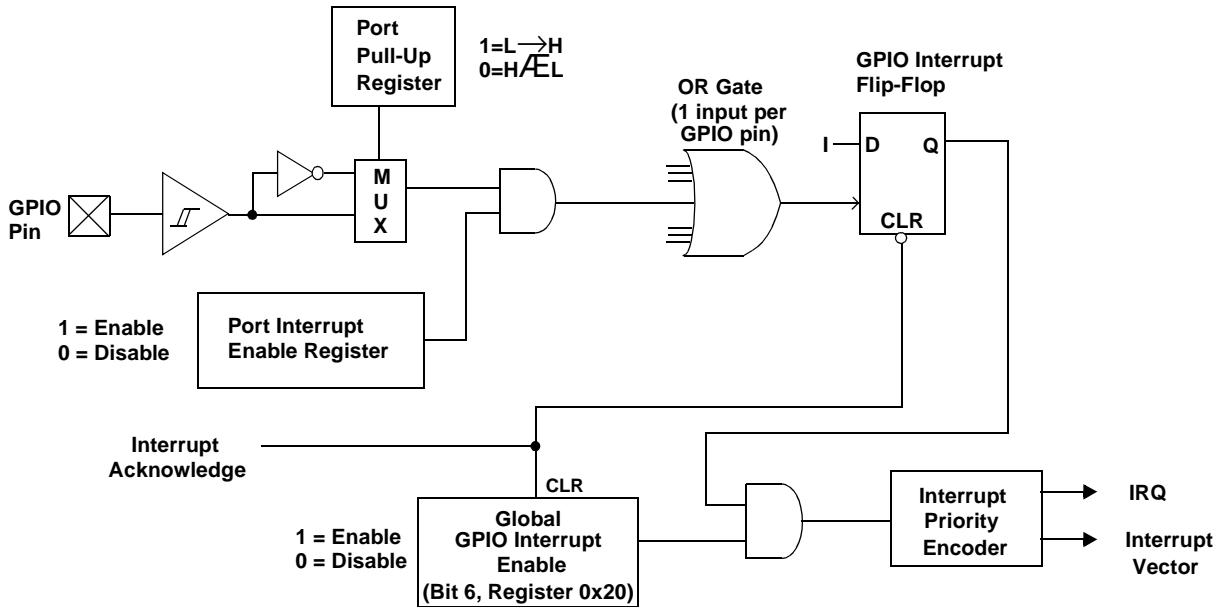 Port
Pull-Up
Register
1=L→H
0=HÆL
GPIO Interrupt
Flip-Flop
OR Gate
(1 input per
GPIO pin)
I
D
Q
CLR
M
U
X
GPIO
Pin
1 = Enable
0 = Disable
Port Interrupt
Enable Register
Interrupt
Acknowledge
CLR
1 = Enable
0 = Disable
Global
GPIO Interrupt
Enable
(Bit 6, Register 0x20)
Interrupt
Priority
Encoder
IRQ
Interrupt
Vector